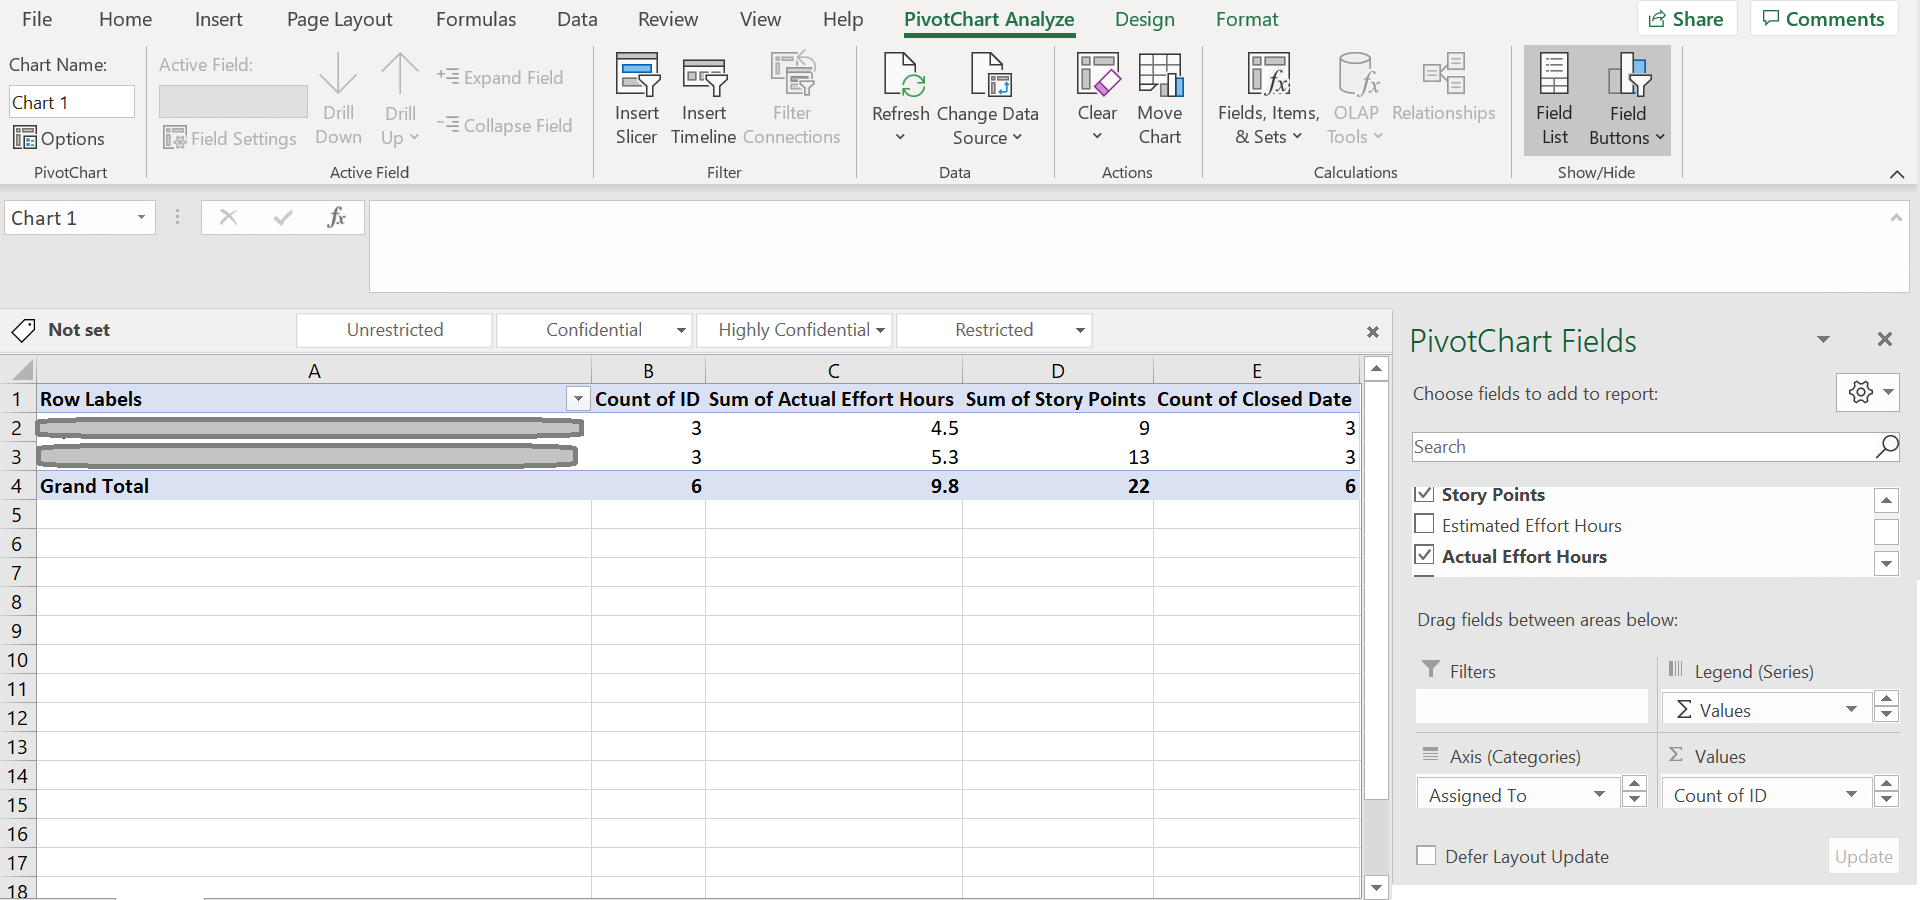 File Home Insert Page Layout Formulas Data Review View Help PivotChart Analyze Design Format Share Comments
Chart Name:
Chart 1
Options
PivotChart
Active Field:
Field Settings
Drill Down
Drill Up
Expand Field
Collapse Field
Active Field
Insert Slicer
Insert Timeline
Filter Connections
Filter
Refresh
Change Data Source
Data
Clear
Move Chart
Actions
Fields, Items, & Sets
OLAP Tools
Relationships
Calculations
Field List
Field Buttons
Show/Hide
Chart 1 fx
Not set Unrestricted Confidential Highly Confidential Restricted
A B C D E
1 Row Labels Count of ID Sum of Actual Effort Hours Sum of Story Points Count of Closed Date
2 3 4.5 9 3
3 3 5.3 13 3
4 Grand Total 6 9.8 22 6
5
6
7
8
9
10
11
12
13
14
15
16
17
18
PivotChart Fields
Choose fields to add to report:
Search
Story Points
Estimated Effort Hours
Actual Effort Hours
Drag fields between areas below:
Filters
Legend (Series)
Σ Values
Axis (Categories)
Σ Values
Assigned To
Count of ID
Defer Layout Update
Update